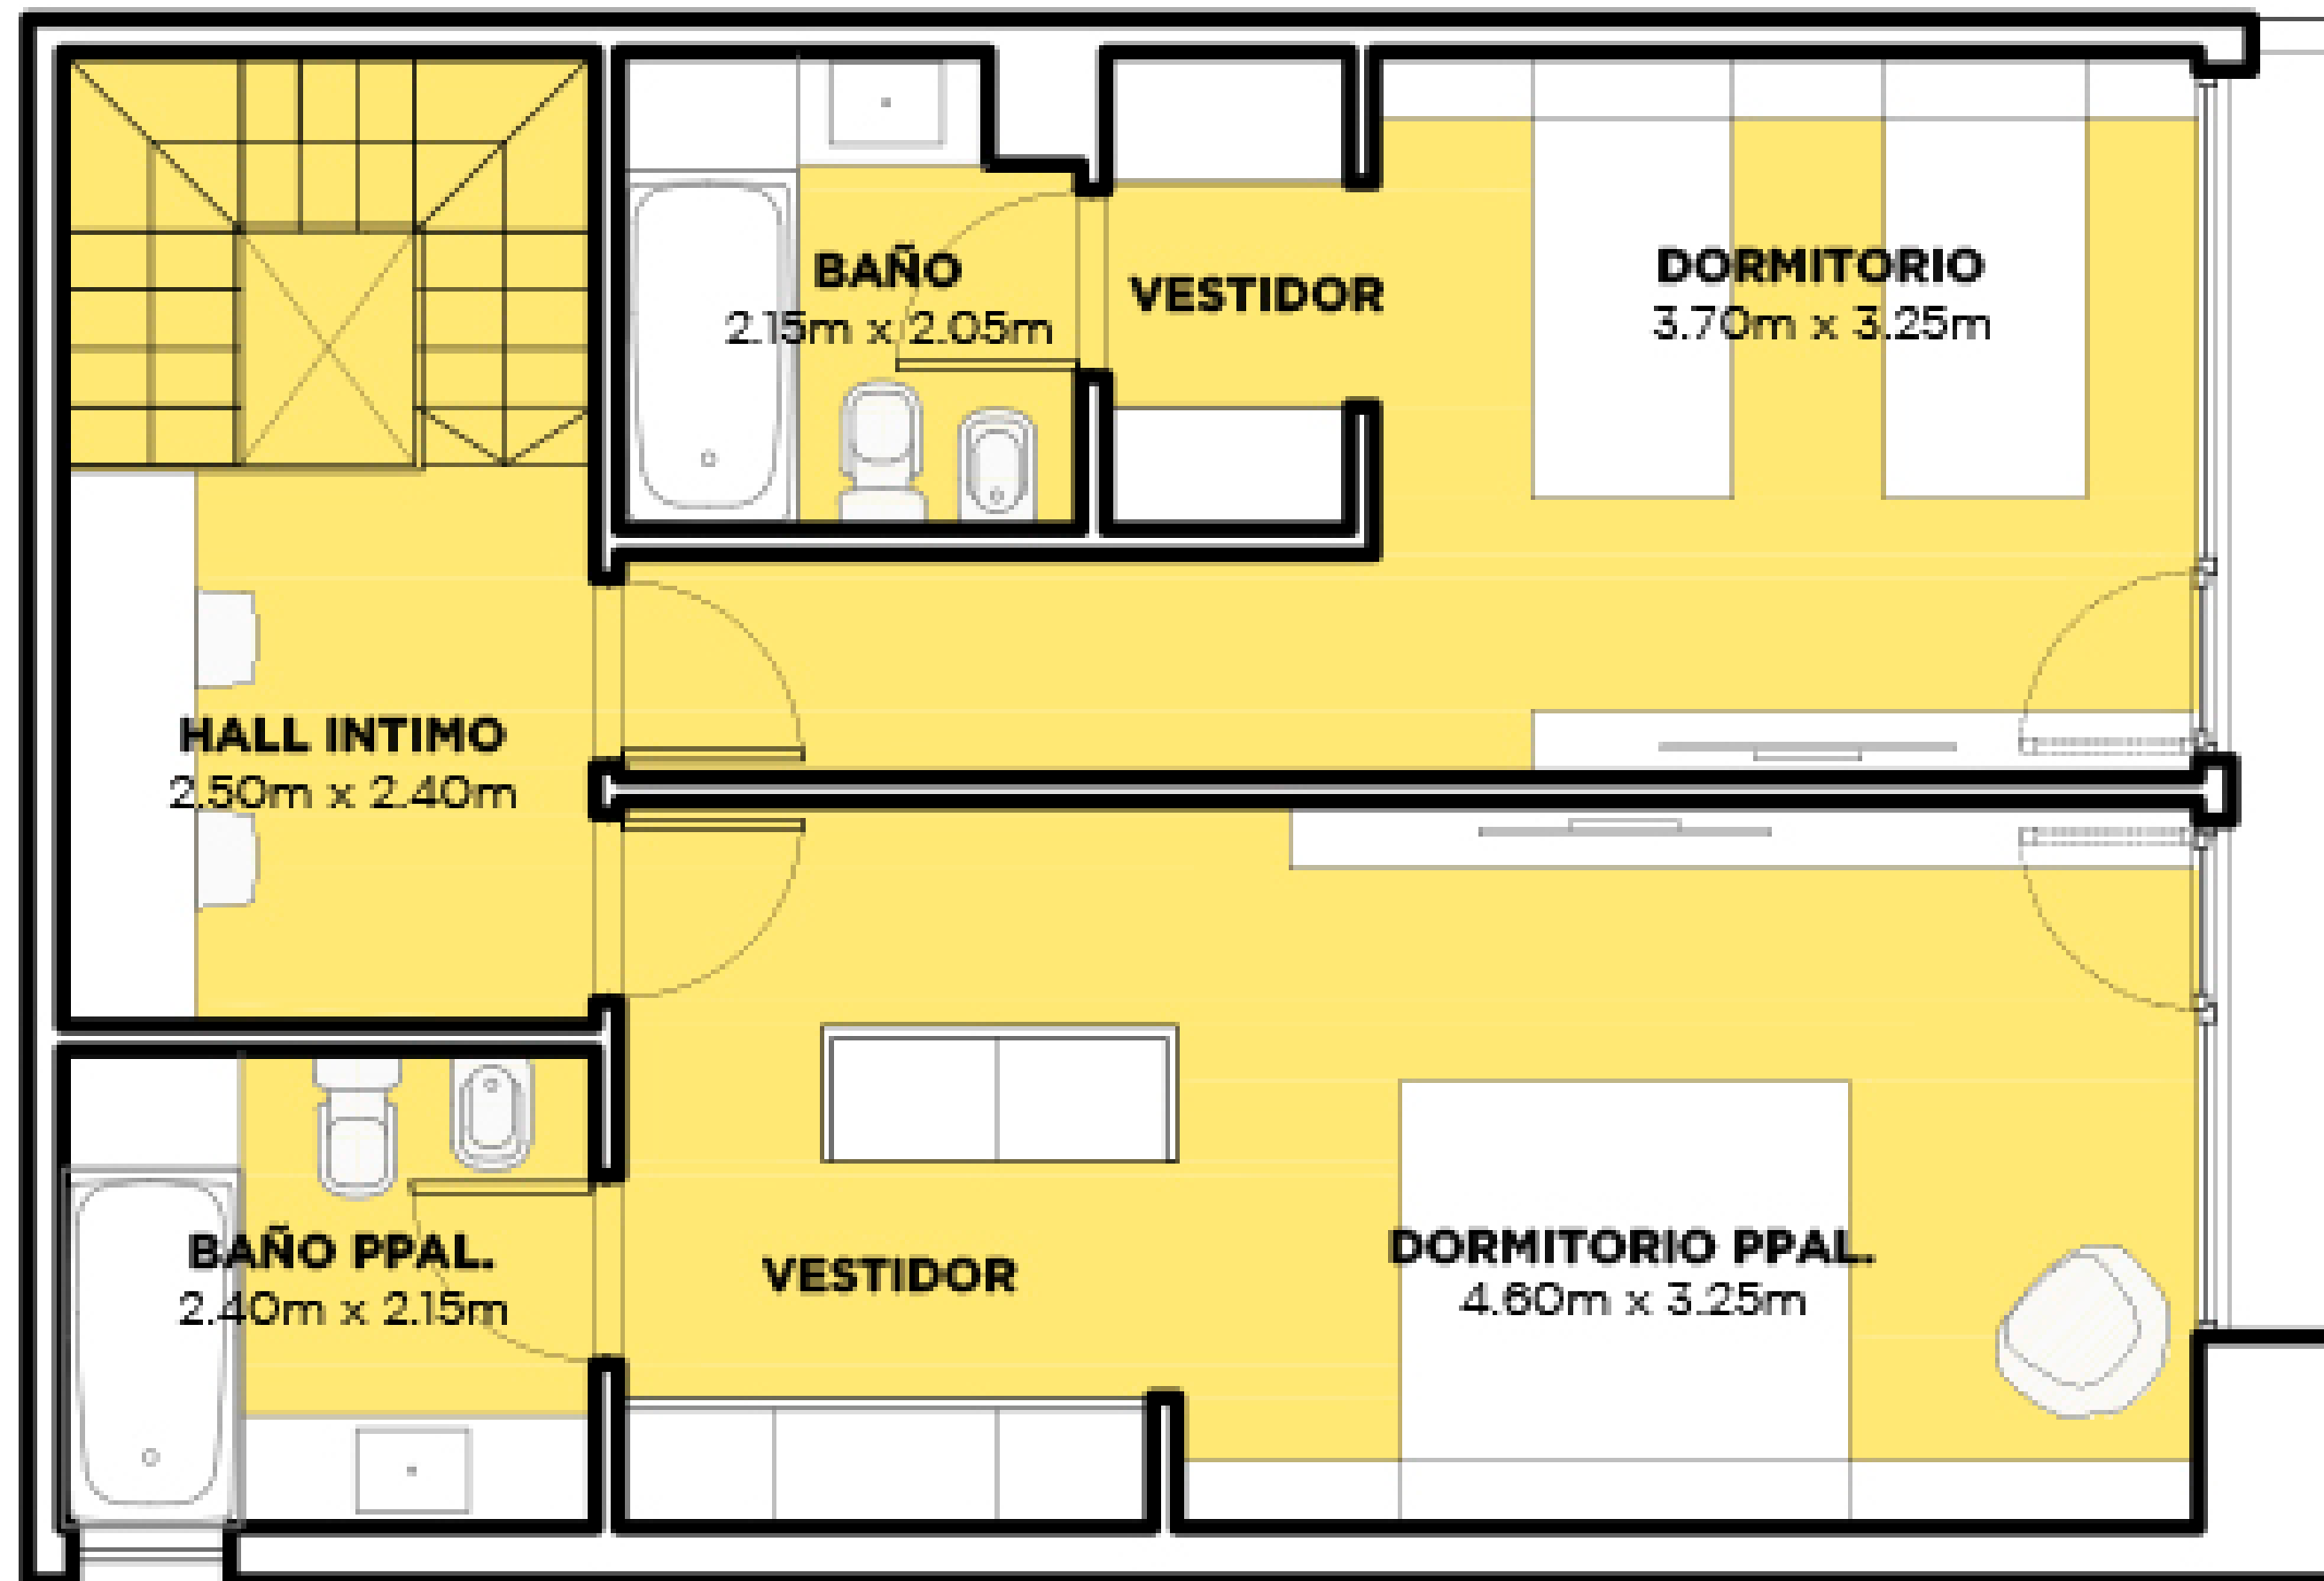 BAÑO
2.15m x 2.05m
VESTIDOR
DORMITORIO
3.70m x 3.25m
HALL INTIMO
2.50m x 2.40m
BAÑO PPAL.
2.40m x 2.15m
VESTIDOR
DORMITORIO PPAL.
4.60m x 3.25m